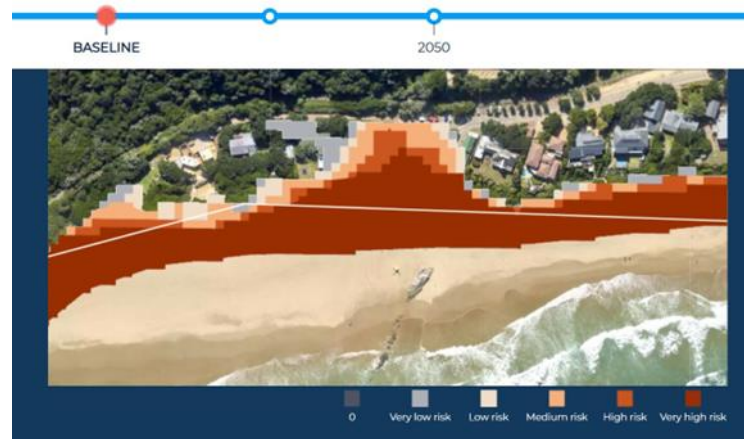 BASELINE
2050
0
Very low risk
Low risk
Medium risk
High risk
Very high risk